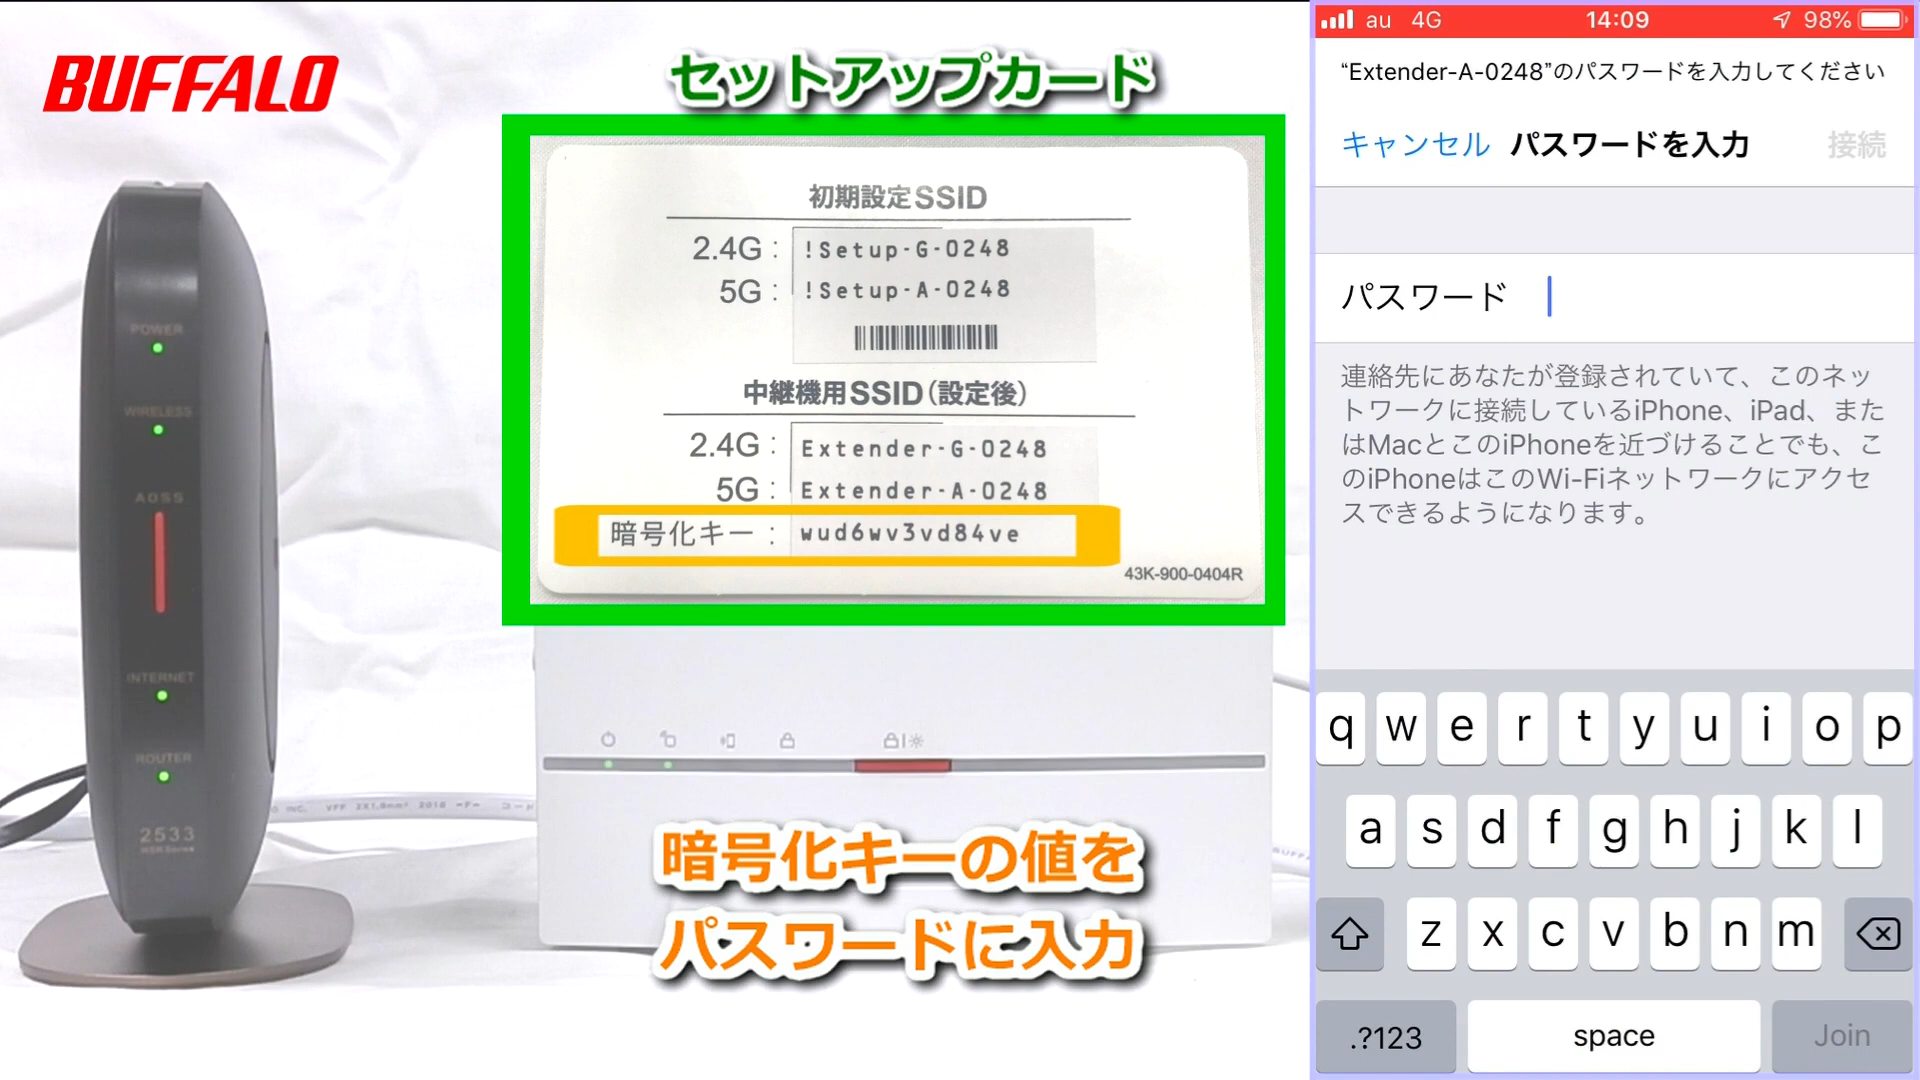 BUFFALO
セットアップカード
初期設定SSID
2.4G : !Setup-G-0248
5G : !Setup-A-0248
中継機用SSID(設定後)
2.4G : Extender-G-0248
5G : Extender-A-0248
暗号化キー : wud6wv3vd84ve
43K-900-0404R
POWER
WIRELESS
AOSS
INTERNET
ROUTER
2533
暗号化キーの値を
パスワードに入力
au 4G 14:09 98%
“Extender-A-0248”のパスワードを入力してください
キャンセル パスワードを入力 接続
パスワード
連絡先にあなたが登録されていて、このネッ
トワークに接続しているiPhone、iPad、また
はMacとこのiPhoneを近づけることでも、こ
のiPhoneはこのWi-Fiネットワークにアクセ
スできるようになります。
q w e r t y u i o p
a s d f g h j k l
z x c v b n m
.?123 space Join